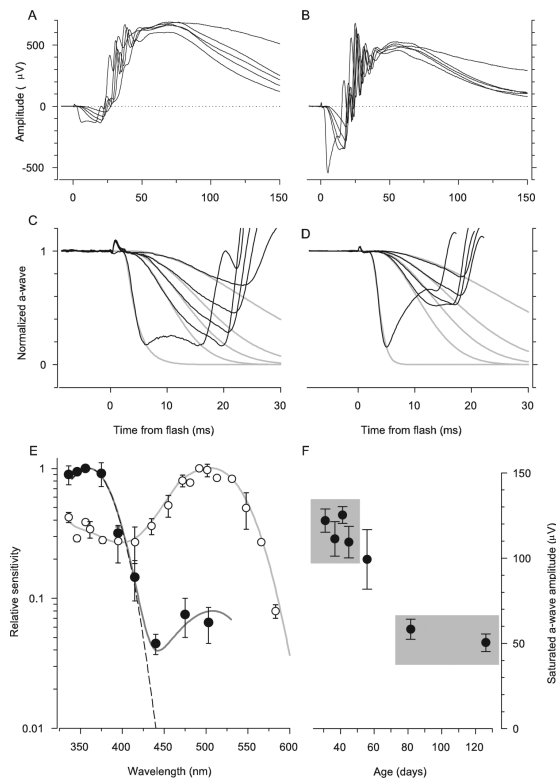 A
B
500
0
-500
Amplitude ( μV)
0
50
100
150
0
50
100
150
C
D
1
0
Normalized a-wave
0
10
20
30
0
10
20
30
Time from flash (ms)
Time from flash (ms)
E
F
1
0.1
0.01
Relative sensitivity
350
400
450
500
550
600
Wavelength (nm)
150
100
50
0
Saturated a-wave amplitude (μV)
40
60
80
100
120
Age (days)